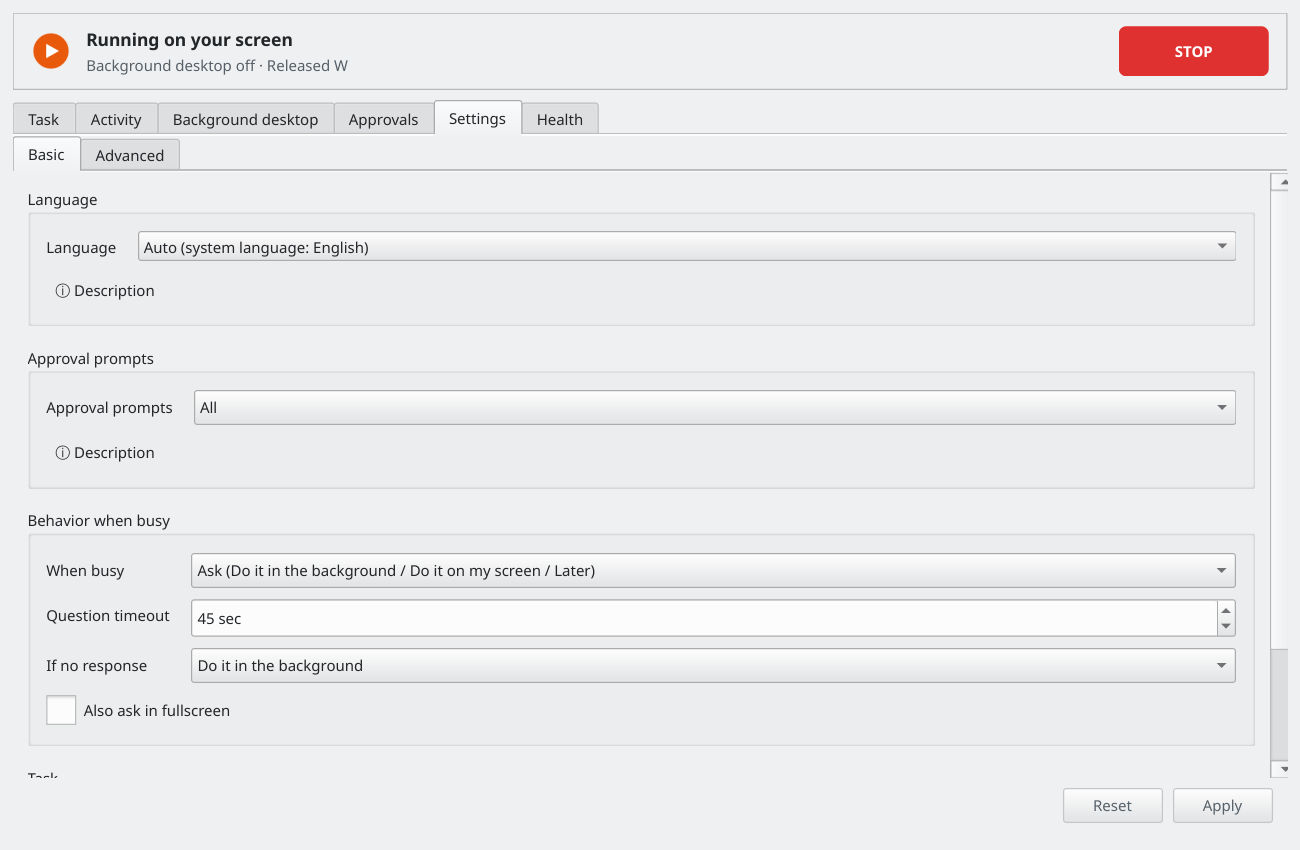 Running on your screen
Background desktop off · Released W
STOP
Task Activity Background desktop Approvals Settings Health
Basic Advanced
Language
Language Auto (system language: English)
ⓘ Description
Approval prompts
Approval prompts All
ⓘ Description
Behavior when busy
When busy Ask (Do it in the background / Do it on my screen / Later)
Question timeout 45 sec
If no response Do it in the background
Also ask in fullscreen
Task
Reset Apply